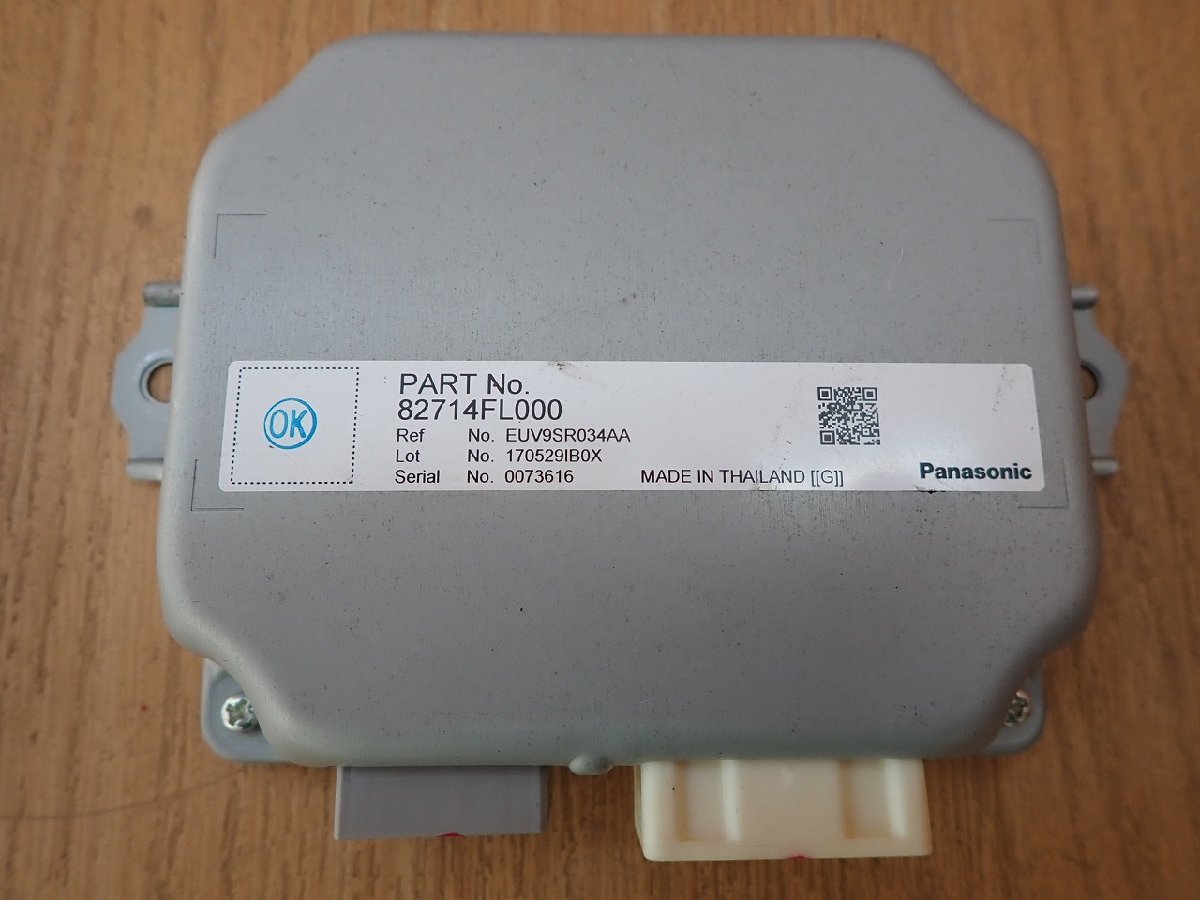 OK
PART No.
82714FL000
Ref No. EUV9SR034AA
Lot No. 170529IB0X
Serial No. 0073616 MADE IN THAILAND [[G]]
Panasonic